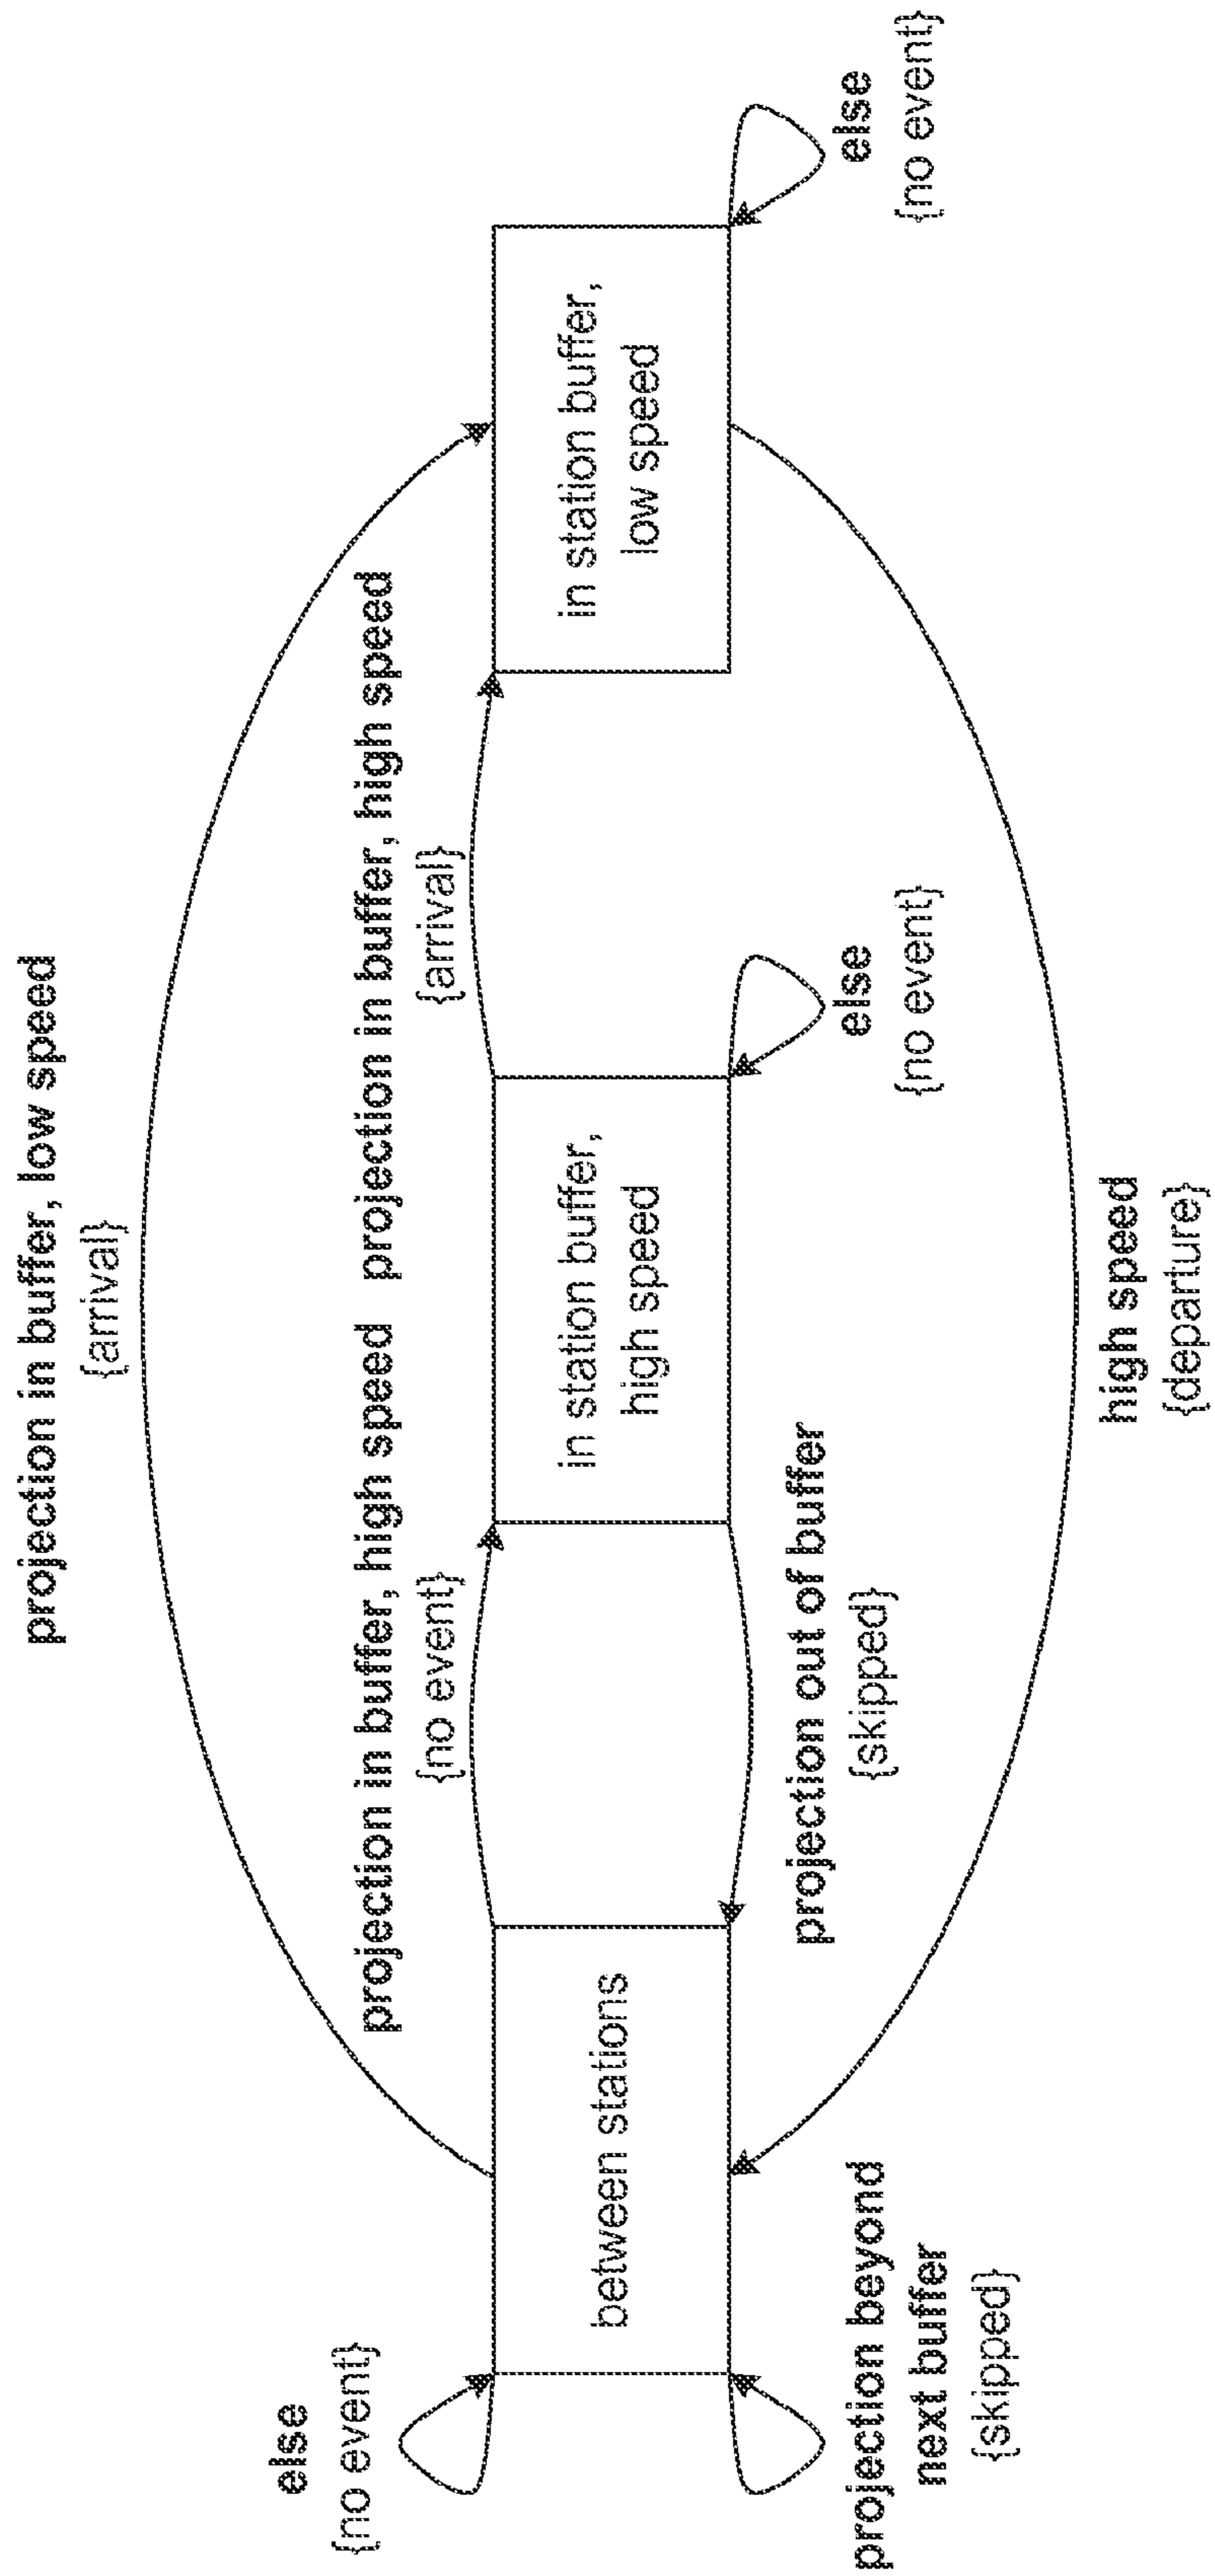 projection in buffer, low speed
{arrival}
else
{no event}
projection in buffer, high speed
{no event}
projection in buffer, high speed
{arrival}
between stations
in station buffer,
high speed
in station buffer,
low speed
projection beyond
next buffer
{skipped}
projection out of buffer
{skipped}
else
{no event}
else
{no event}
high speed
{departure}